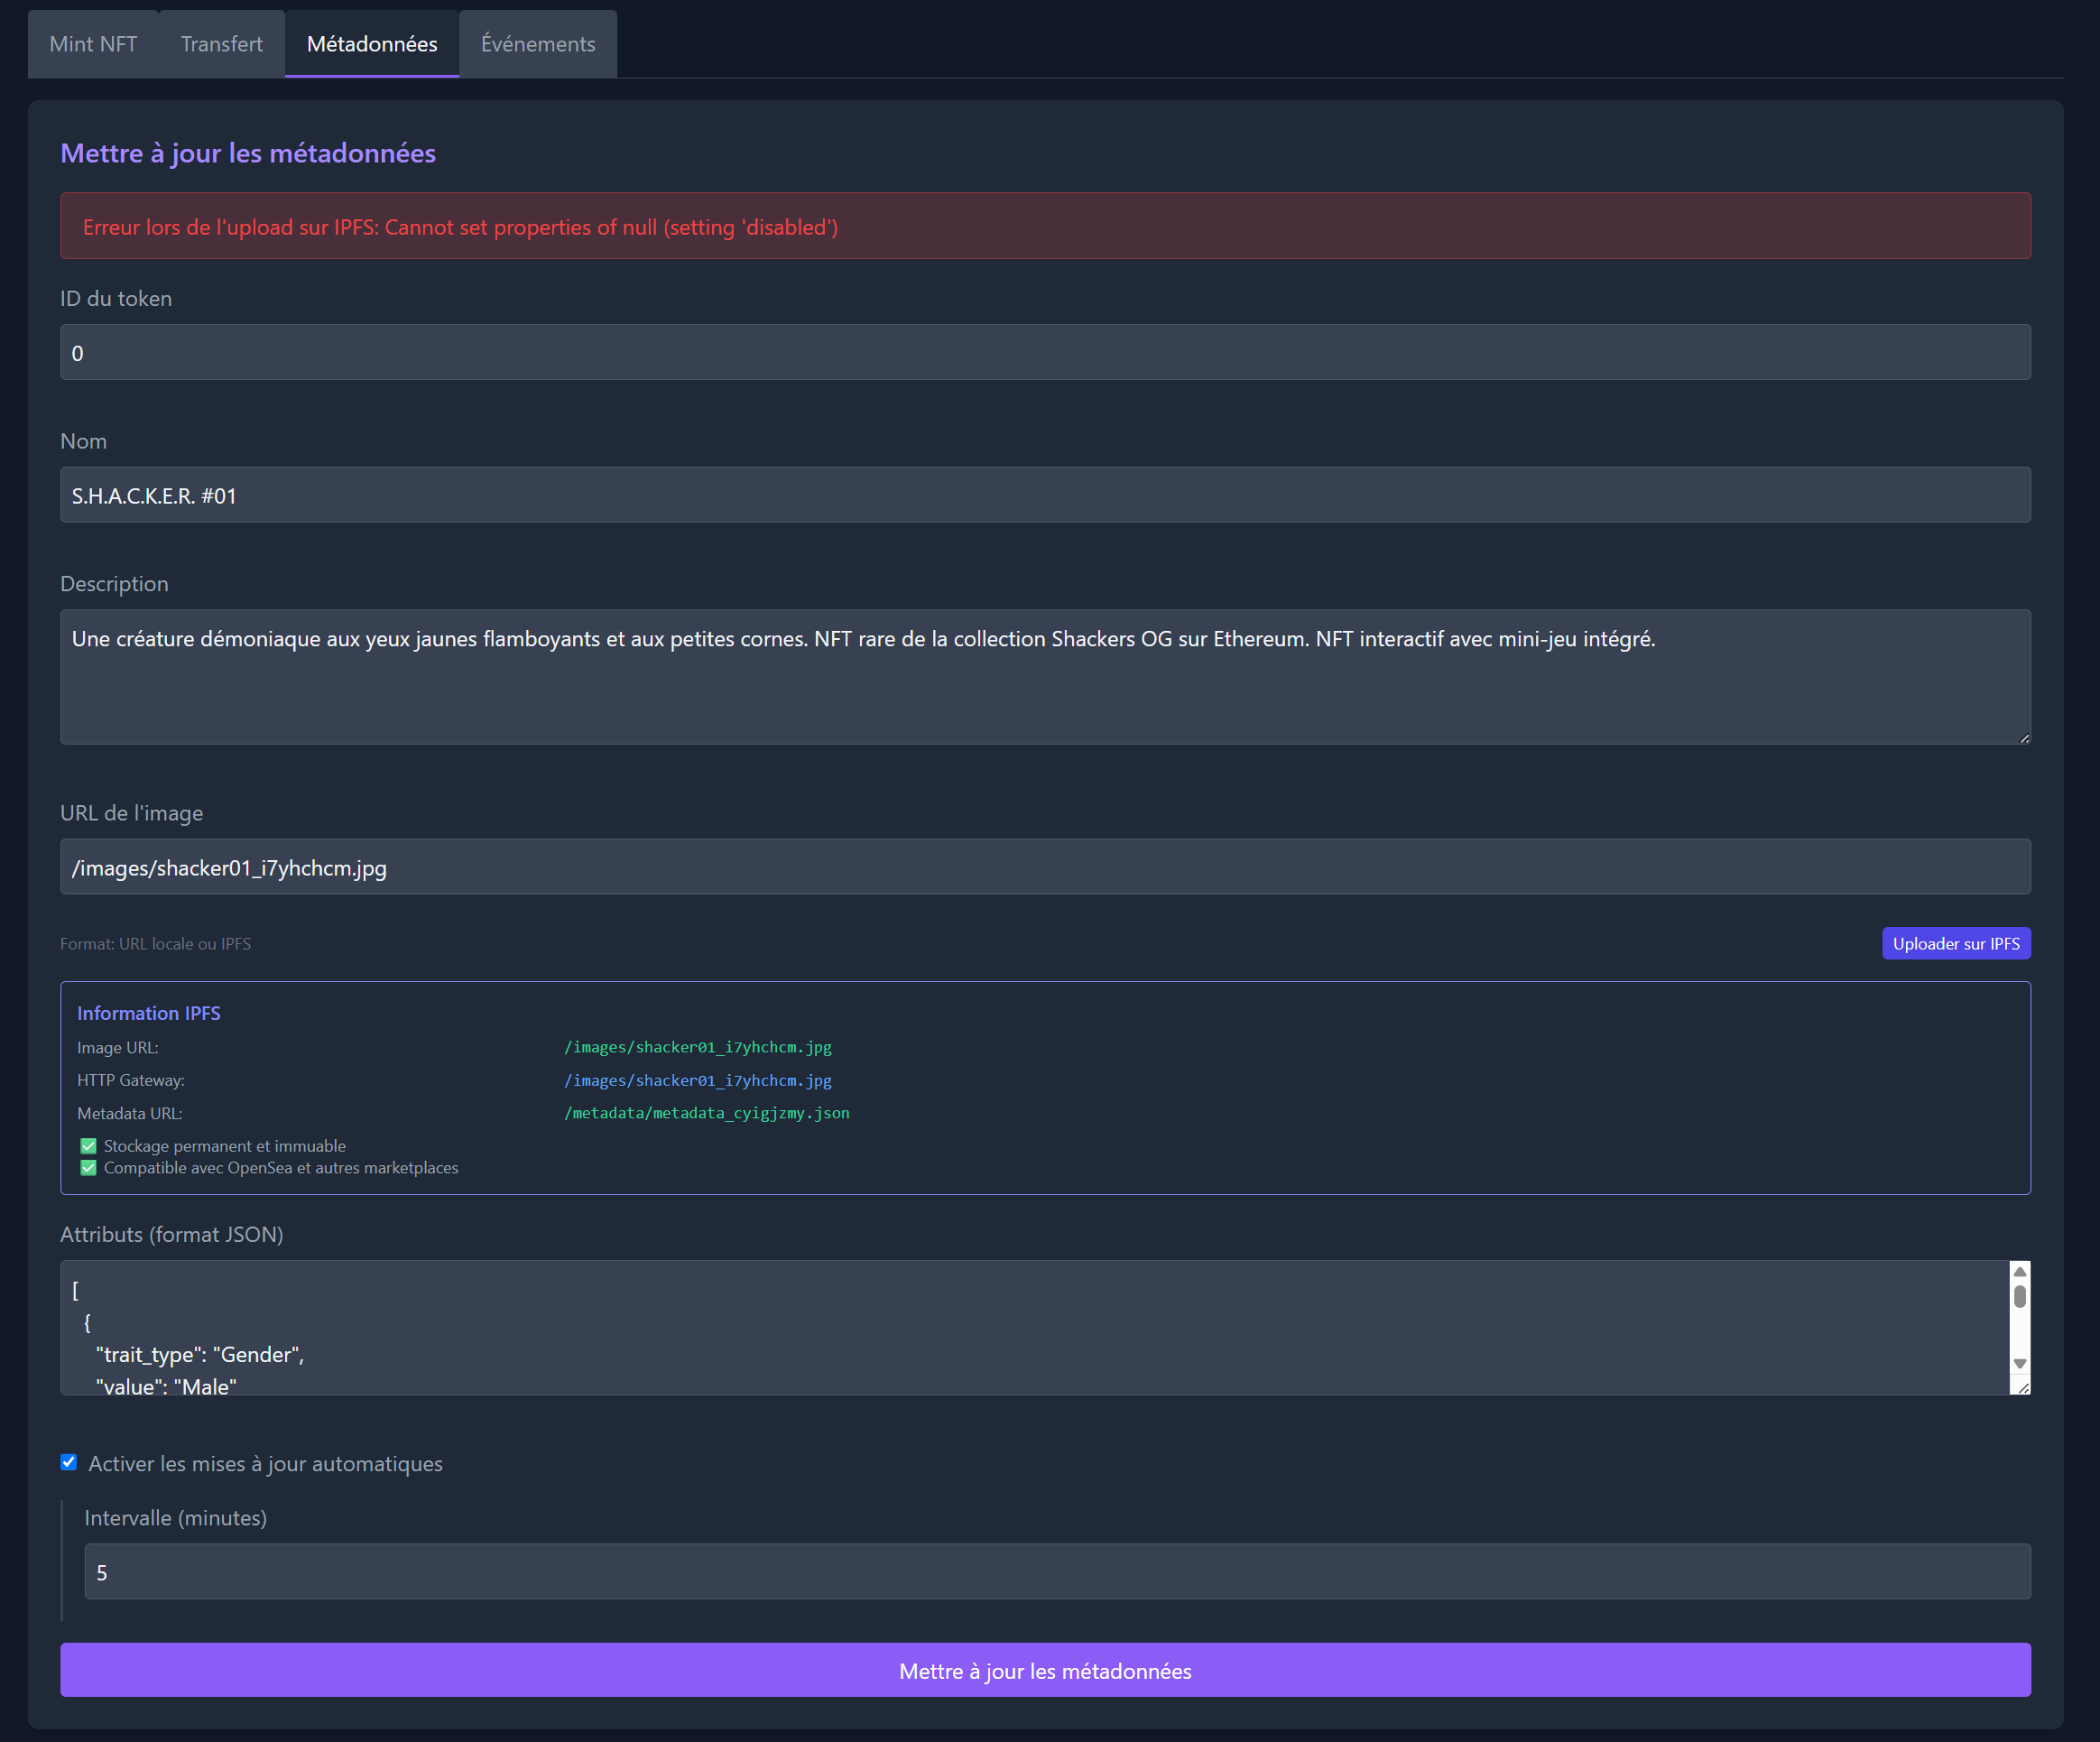 Mint NFT
Transfert
Métadonnées
Événements
Mettre à jour les métadonnées
Erreur lors de l'upload sur IPFS: Cannot set properties of null (setting 'disabled')
ID du token
0
Nom
S.H.A.C.K.E.R. #01
Description
Une créature démoniaque aux yeux jaunes flamboyants et aux petites cornes. NFT rare de la collection Shackers OG sur Ethereum. NFT interactif avec mini-jeu intégré.
URL de l'image
/images/shacker01_i7yhchcm.jpg
Format: URL locale ou IPFS
Uploader sur IPFS
Information IPFS
Image URL: /images/shacker01_i7yhchcm.jpg
HTTP Gateway: /images/shacker01_i7yhchcm.jpg
Metadata URL: /metadata/metadata_cyigjzmy.json
✅ Stockage permanent et immuable
✅ Compatible avec OpenSea et autres marketplaces
Attributs (format JSON)
[
{
"trait_type": "Gender",
"value": "Male"
Activer les mises à jour automatiques
Intervalle (minutes)
5
Mettre à jour les métadonnées